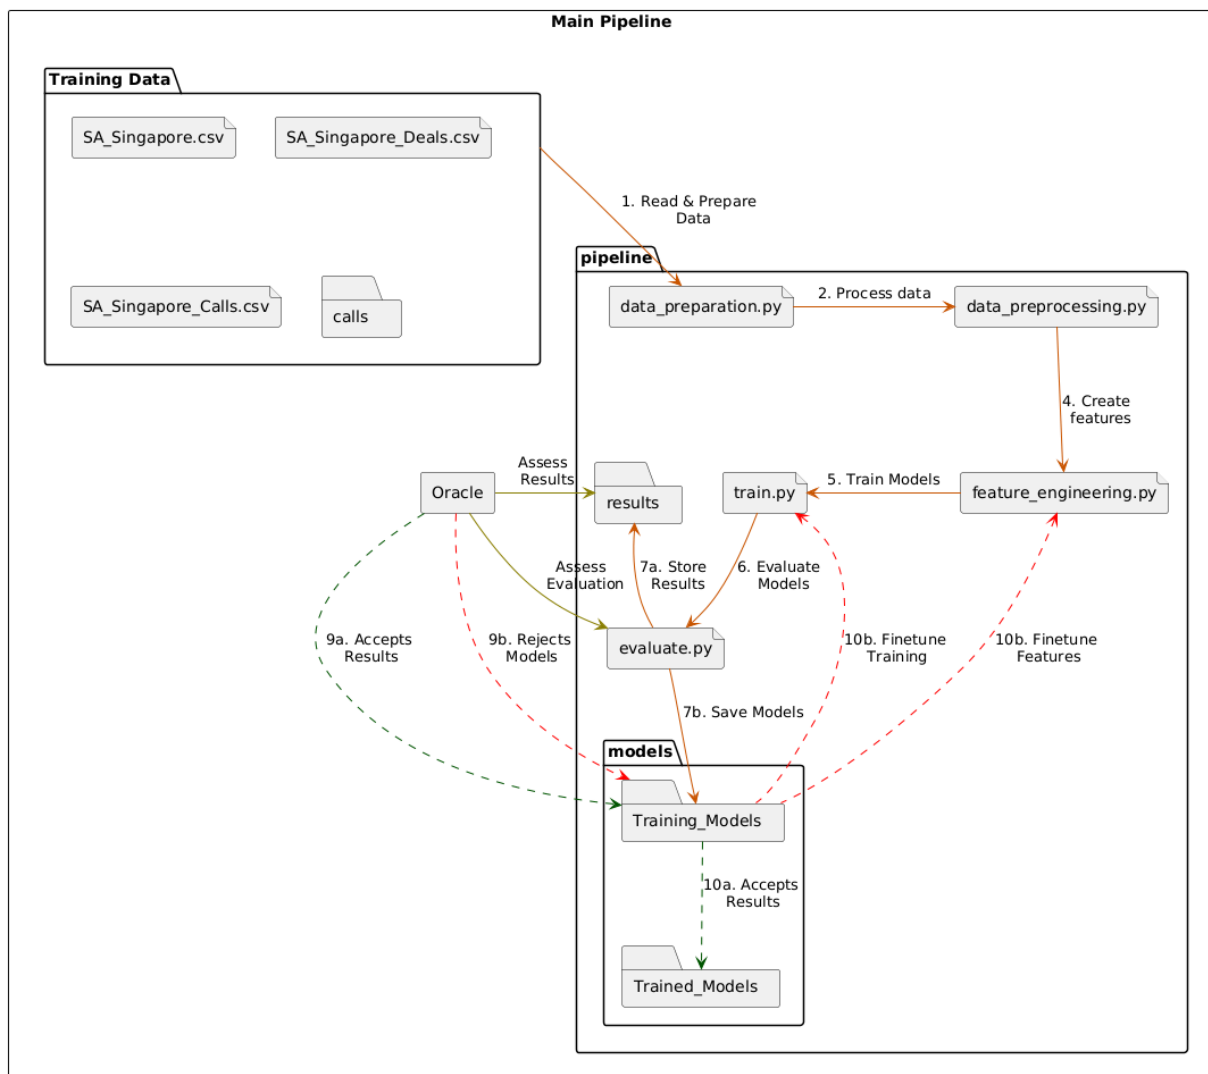 Main Pipeline
Training Data
SA_Singapore.csv
SA_Singapore_Deals.csv
1. Read & Prepare
Data
pipeline
SA_Singapore_Calls.csv
calls
data_preparation.py
2. Process data
data_preprocessing.py
4. Create
features
Oracle
Assess
Results
results
train.py
5. Train Models
feature_engineering.py
Assess
Evaluation
7a. Store
Results
6. Evaluate
Models
9a. Accepts
Results
9b. Rejects
Models
evaluate.py
10b. Finetune
Training
10b. Finetune
Features
7b. Save Models
models
Training_Models
10a. Accepts
Results
Trained_Models